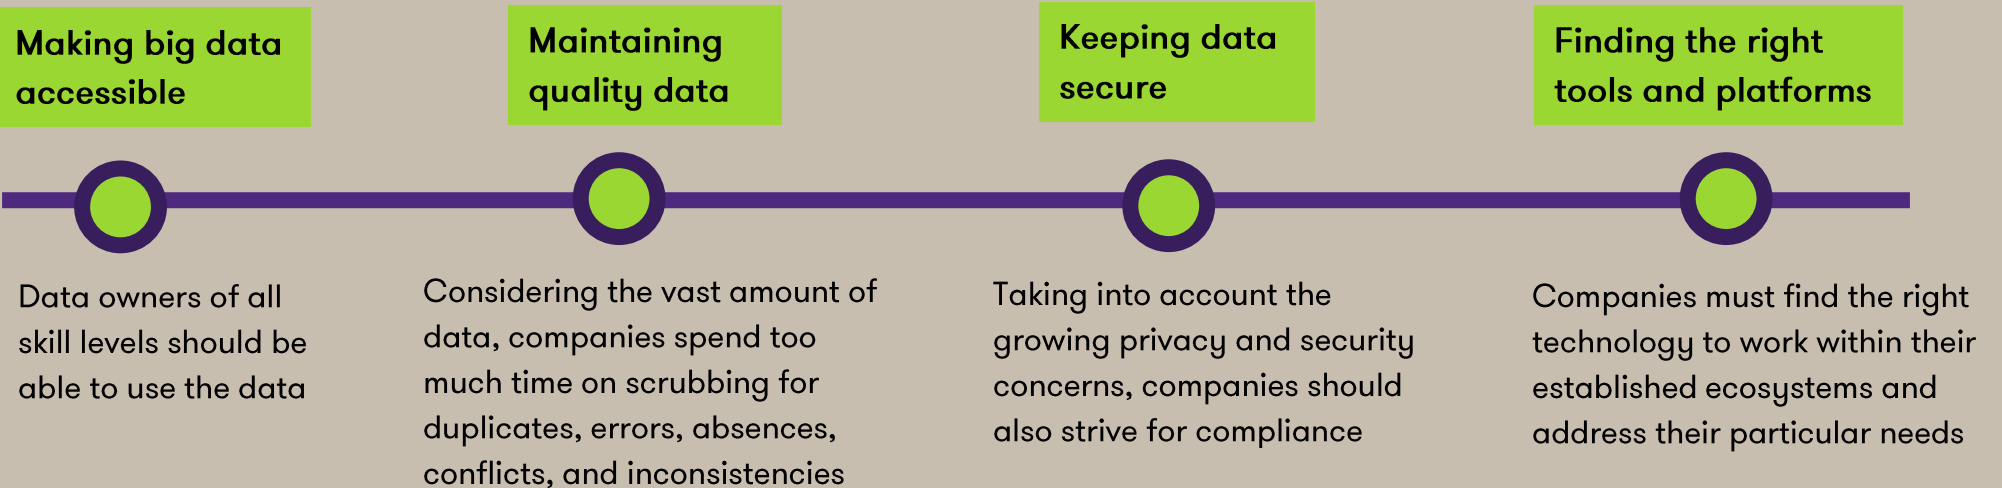 Making big data
accessible
Data owners of all
skill levels should be
able to use the data
Maintaining
quality data
Considering the vast amount of
data, companies spend too
much time on scrubbing for
duplicates, errors, absences,
conflicts, and inconsistencies
Keeping data
secure
Taking into account the
growing privacy and security
concerns, companies should
also strive for compliance
Finding the right
tools and platforms
Companies must find the right
technology to work within their
established ecosystems and
address their particular needs